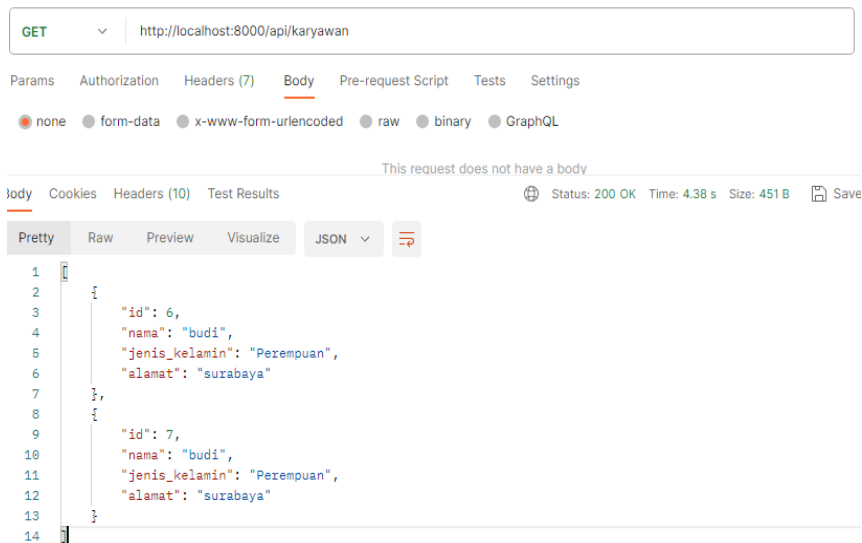 GET http://localhost:8000/api/karyawan
Params Authorization Headers (7) Body Pre-request Script Tests Settings
none form-data x-www-form-urlencoded raw binary GraphQL
This request does not have a body
Body Cookies Headers (10) Test Results Status: 200 OK Time: 4.38 s Size: 451 B Save
Pretty Raw Preview Visualize JSON
1 [
2 {
3 "id": 6,
4 "nama": "budi",
5 "jenis_kelamin": "Perempuan",
6 "alamat": "surabaya"
7 },
8 {
9 "id": 7,
10 "nama": "budi",
11 "jenis_kelamin": "Perempuan",
12 "alamat": "surabaya"
13 }
14 ]